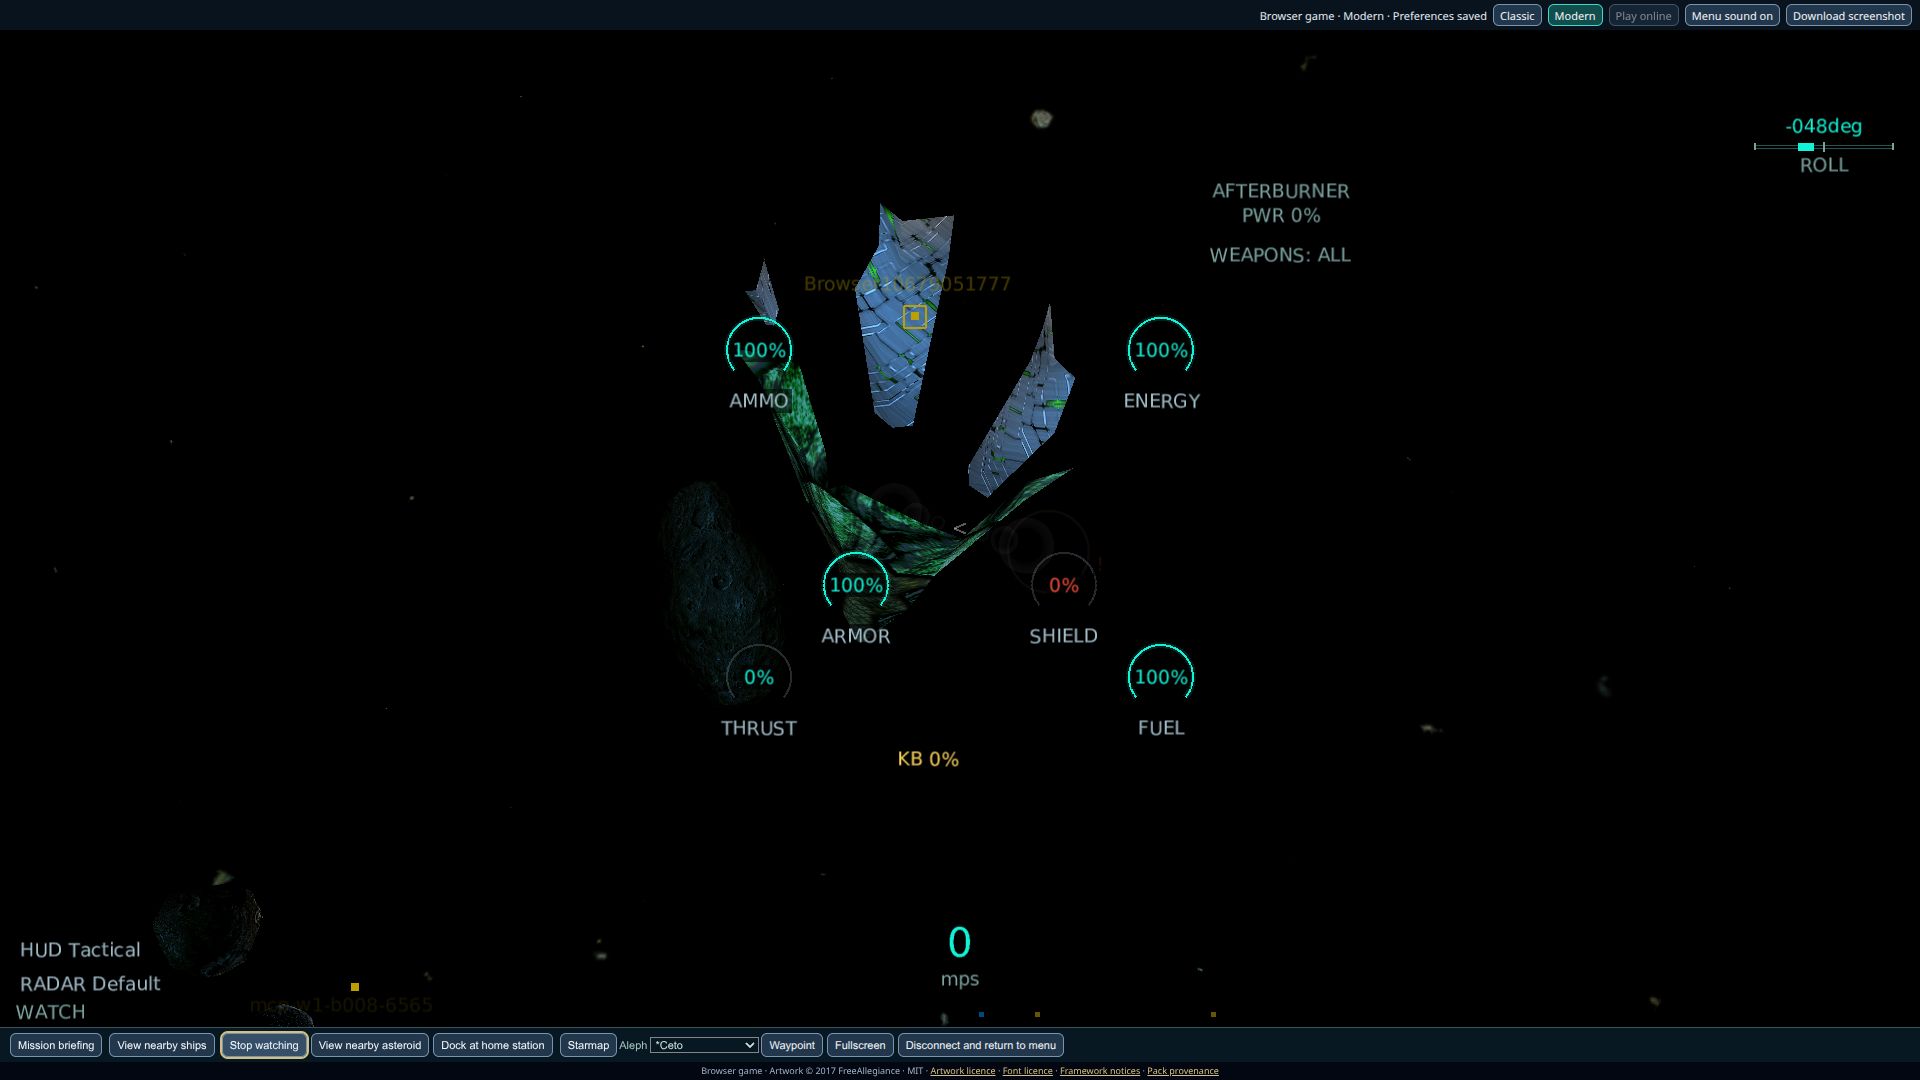 Browser game · Modern · Preferences saved
Classic
Modern
Play online
Menu sound on
Download screenshot
-048deg
ROLL
AFTERBURNER
PWR 0%
WEAPONS: ALL
100%
AMMO
100%
ENERGY
100%
ARMOR
0%
SHIELD
0%
THRUST
100%
FUEL
KB 0%
0
mps
HUD Tactical
RADAR Default
WATCH
Mission briefing
View nearby ships
Stop watching
View nearby asteroid
Dock at home station
Starmap
Aleph
*Ceto
Waypoint
Fullscreen
Disconnect and return to menu
Browser game · Artwork © 2017 FreeAllegiance · MIT · Artwork licence · Font licence · Framework notices · Pack provenance